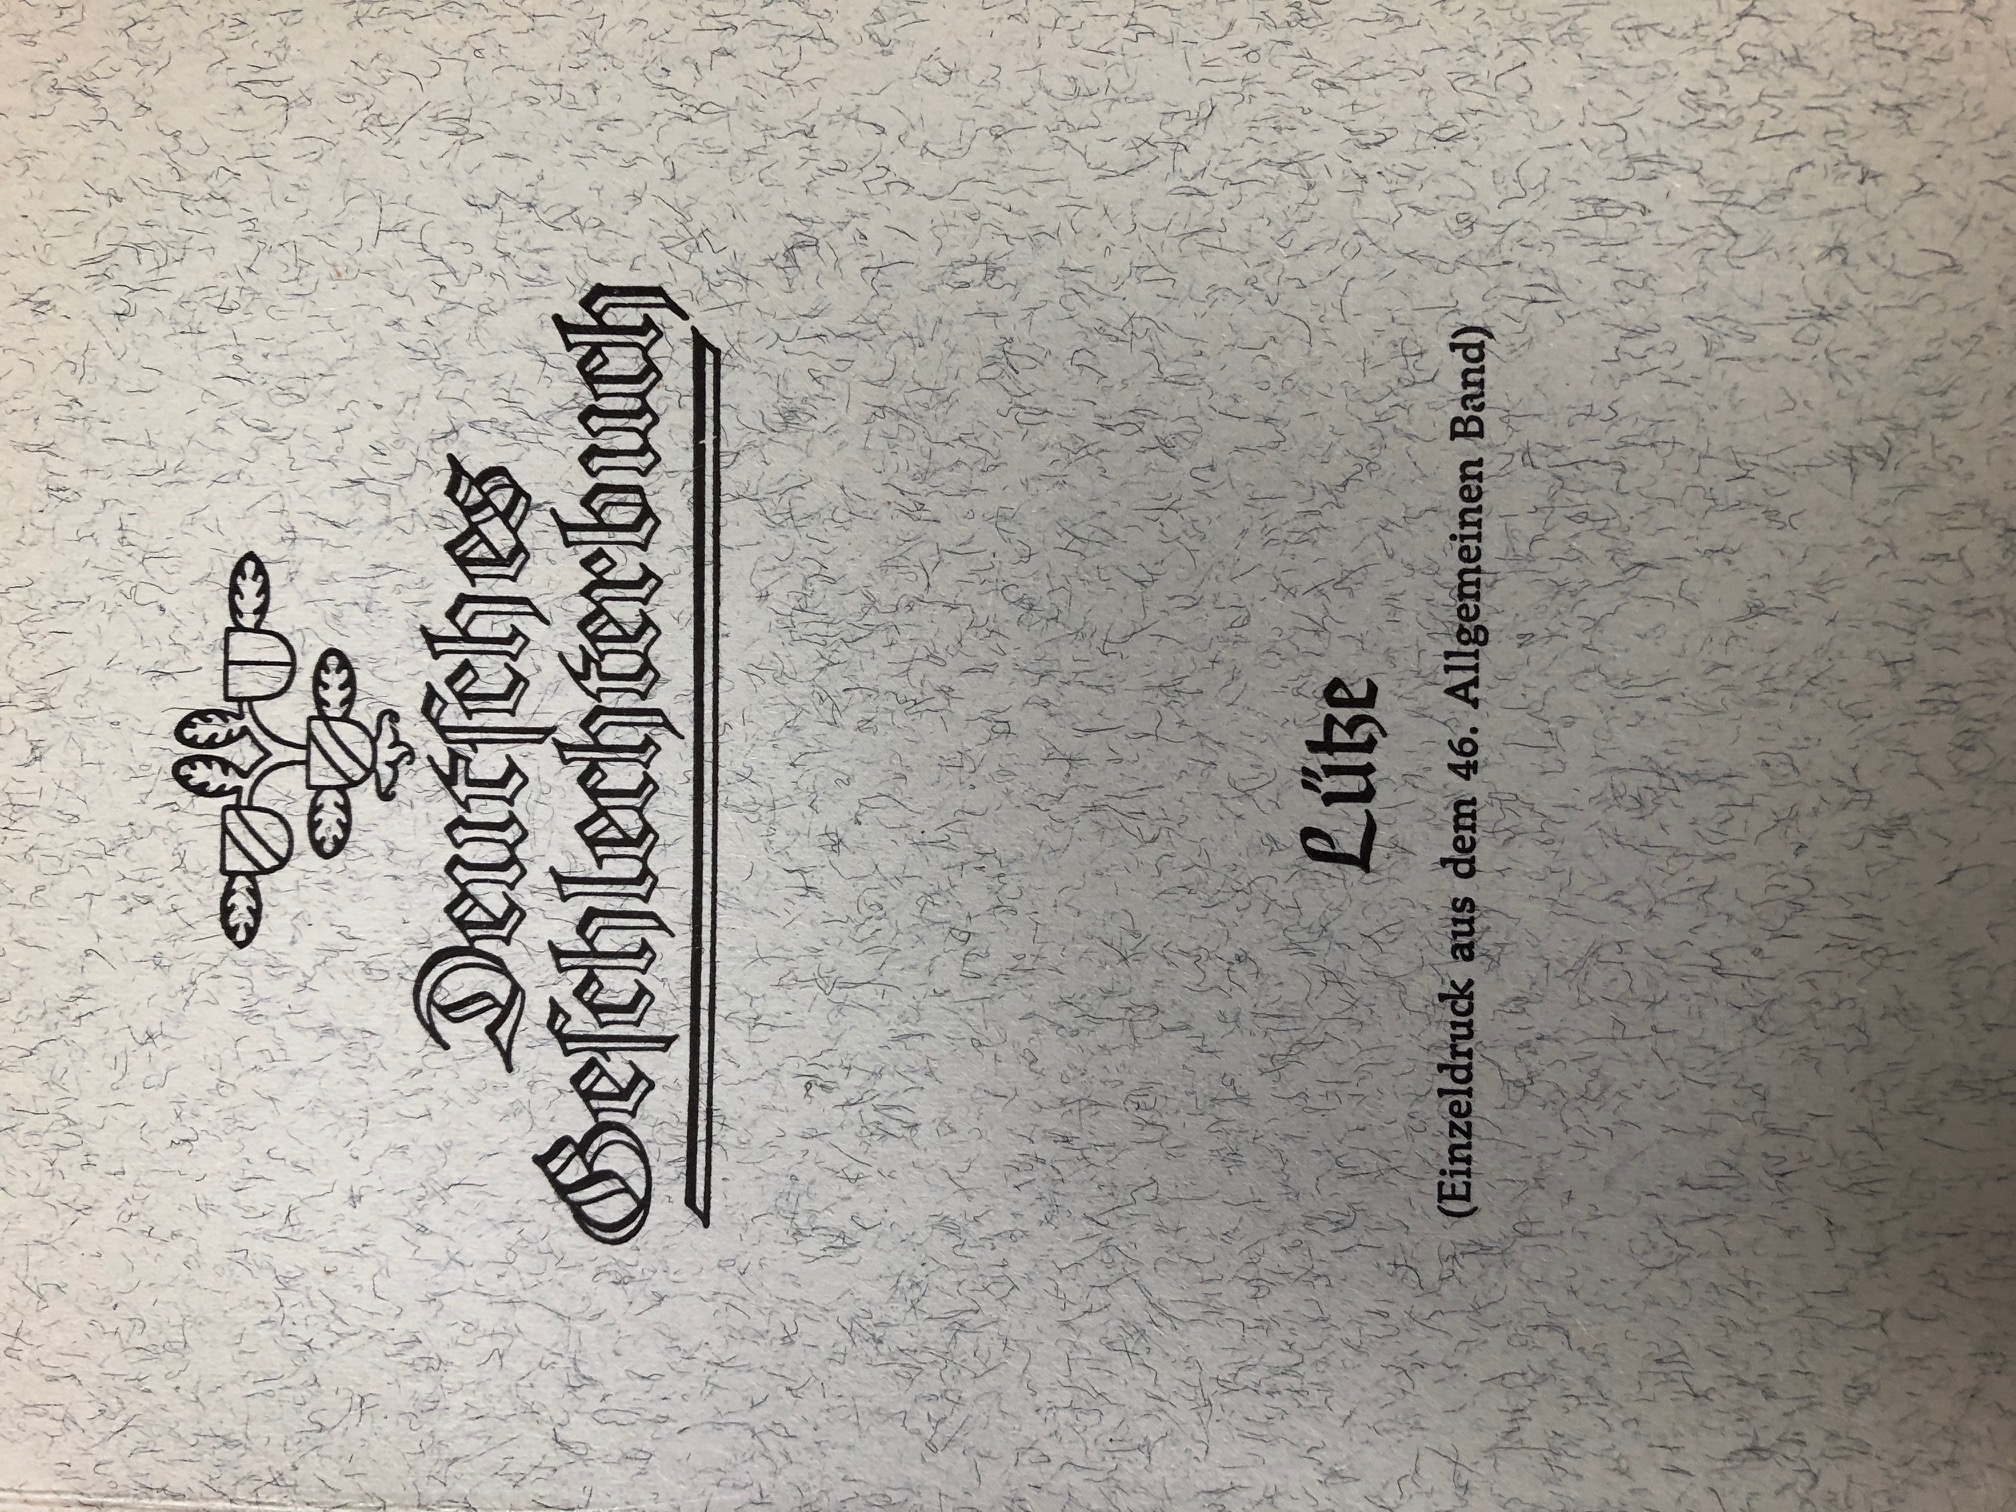 Deutſches
Geſchlechterbuch
Lütze
(Einzeldruck aus dem 46. Allgemeinen Band)